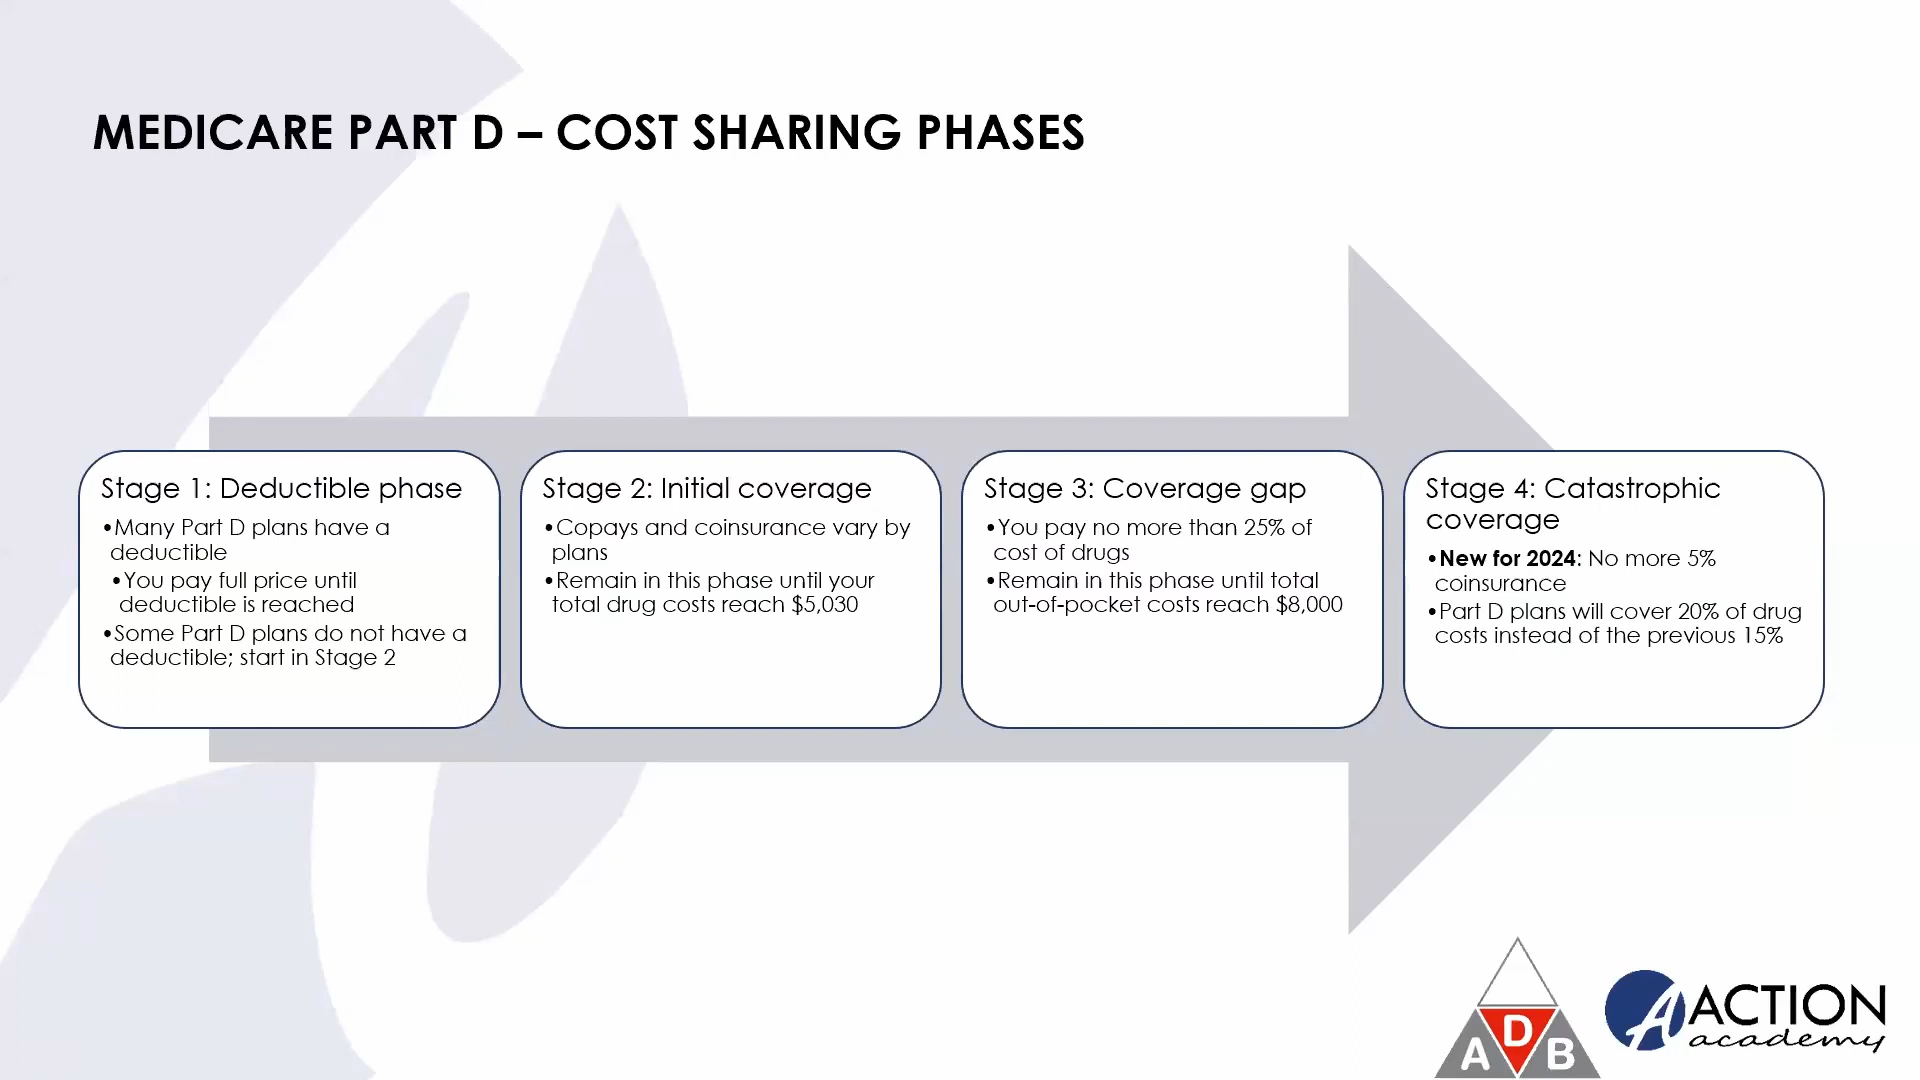 MEDICARE PART D – COST SHARING PHASES
Stage 1: Deductible phase
•Many Part D plans have a
deductible
•You pay full price until
deductible is reached
•Some Part D plans do not have a
deductible; start in Stage 2
Stage 2: Initial coverage
•Copays and coinsurance vary by
plans
•Remain in this phase until your
total drug costs reach $5,030
Stage 3: Coverage gap
•You pay no more than 25% of
cost of drugs
•Remain in this phase until total
out-of-pocket costs reach $8,000
Stage 4: Catastrophic
coverage
•New for 2024: No more 5%
coinsurance
•Part D plans will cover 20% of drug
costs instead of the previous 15%
A D B
A ACTION
academy